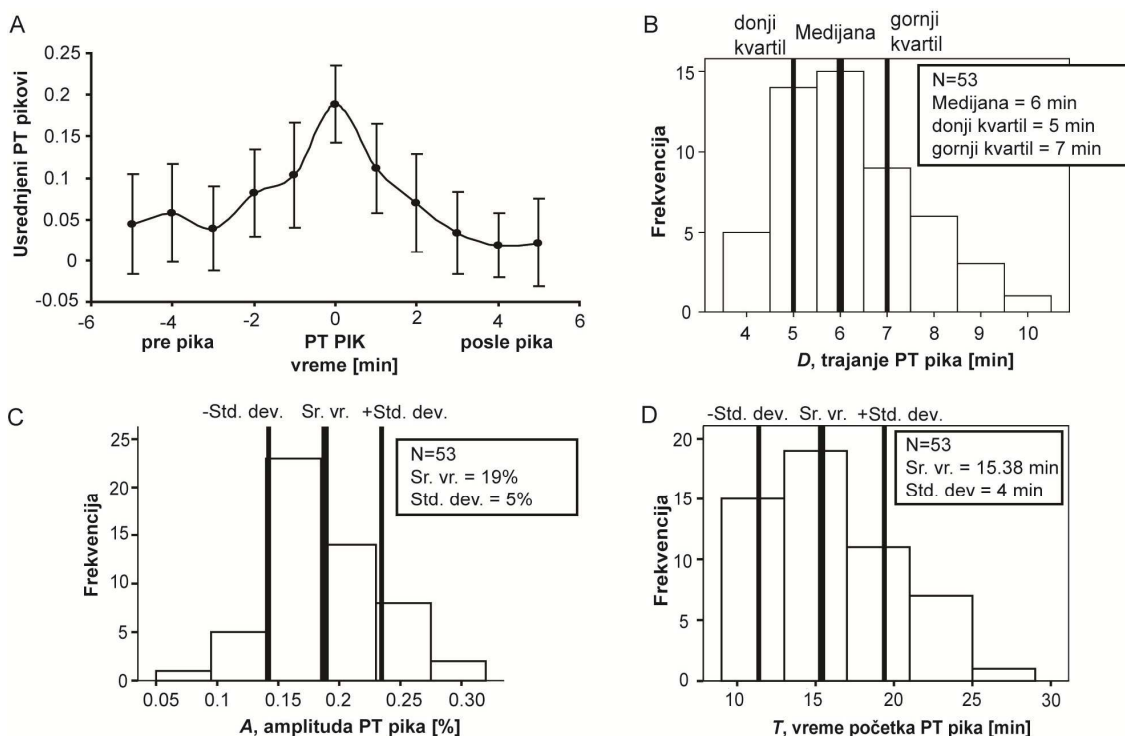 A
Usrednjeni PT pikovi
0.25
0.2
0.15
0.10
0.05
0
-0.05
-6 -4 -2 0 2 4 6
pre pika PT PIK posle pika
vreme [min]
B
donji kvartil Medijana gornji kvartil
Frekvencija
15
10
5
0
N=53
Medijana = 6 min
donji kvartil = 5 min
gornji kvartil = 7 min
4 5 6 7 8 9 10
D, trajanje PT pika [min]
C
-Std. dev. Sr. vr. +Std. dev.
Frekvencija
25
20
15
10
5
0
N=53
Sr. vr. = 19%
Std. dev. = 5%
0.05 0.1 0.15 0.2 0.25 0.30
A, amplituda PT pika [%]
D
-Std. dev. Sr. vr. +Std. dev.
Frekvencija
20
15
10
5
0
N=53
Sr. vr. = 15.38 min
Std. dev = 4 min
10 15 20 25 30
T, vreme početka PT pika [min]